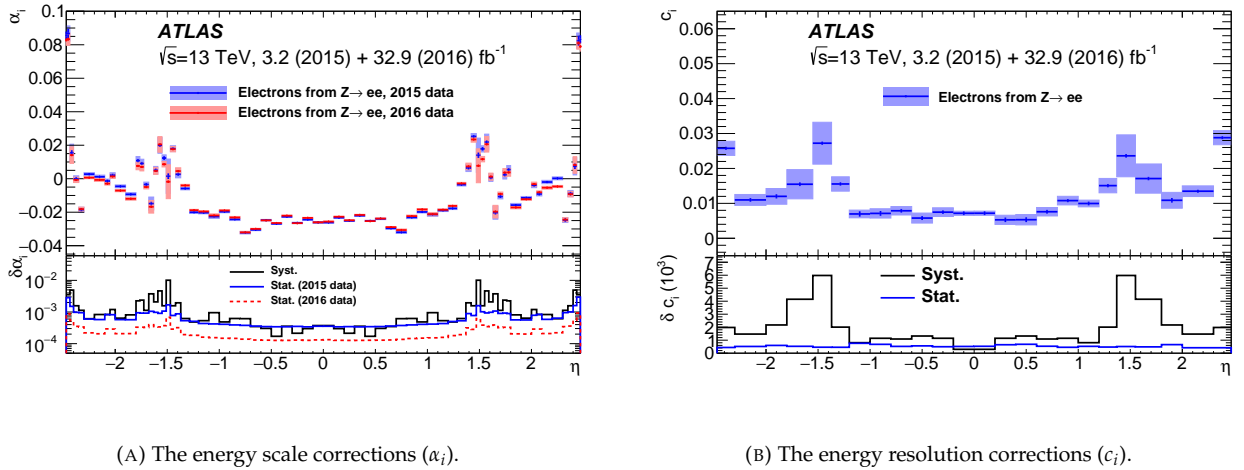 α_i
0.1
0.08
0.06
0.04
0.02
0
−0.02
−0.04
ATLAS
√s=13 TeV, 3.2 (2015) + 32.9 (2016) fb⁻¹
Electrons from Z→ ee, 2015 data
Electrons from Z→ ee, 2016 data
δα_i
10⁻²
10⁻³
10⁻⁴
Syst.
Stat. (2015 data)
Stat. (2016 data)
−2 −1.5 −1 −0.5 0 0.5 1 1.5 2 η
(A) The energy scale corrections (α_i).
c_i
0.06
0.05
0.04
0.03
0.02
0.01
0
ATLAS
√s=13 TeV, 3.2 (2015) + 32.9 (2016) fb⁻¹
Electrons from Z→ ee
δ c_i (10³)
7
6
5
4
3
2
1
0
Syst.
Stat.
−2 −1.5 −1 −0.5 0 0.5 1 1.5 2 η
(B) The energy resolution corrections (c_i).